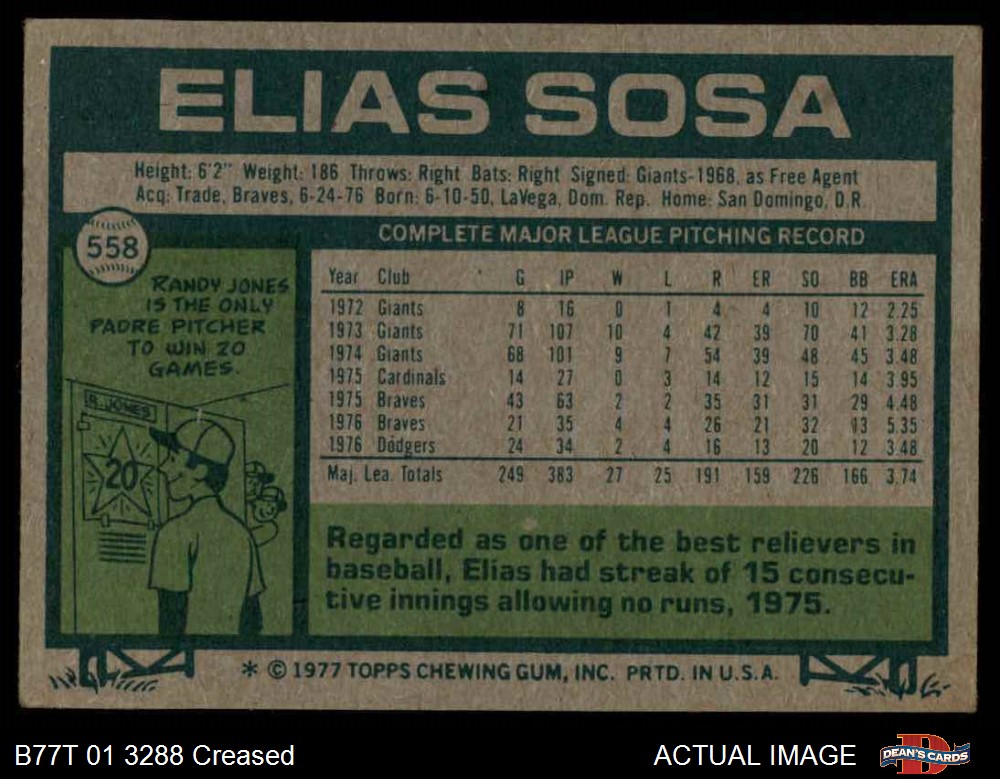 ELIAS SOSA
Height: 6'2" Weight: 186 Throws: Right Bats: Right Signed: Giants-1968, as Free Agent
Acq: Trade, Braves, 6-24-76 Born: 6-10-50, LaVega, Dom. Rep. Home: San Domingo, D.R.
558
RANDY JONES
IS THE ONLY
PADRE PITCHER
TO WIN 20
GAMES.
R. JONES
20
COMPLETE MAJOR LEAGUE PITCHING RECORD
Year Club G IP W L R ER SO BB ERA
1972 Giants 8 16 0 1 4 4 10 12 2.25
1973 Giants 71 107 10 4 42 39 70 41 3.28
1974 Giants 68 101 9 7 54 39 48 45 3.48
1975 Cardinals 14 27 0 3 14 12 15 14 3.95
1975 Braves 43 63 2 2 35 31 31 29 4.48
1976 Braves 21 35 4 4 26 21 32 13 5.35
1976 Dodgers 24 34 2 4 16 13 20 12 3.48
Maj. Lea. Totals 249 383 27 25 191 159 226 166 3.74
Regarded as one of the best relievers in
baseball, Elias had streak of 15 consecu-
tive innings allowing no runs, 1975.
* © 1977 TOPPS CHEWING GUM, INC. PRTD. IN U.S.A.
B77T 01 3288 Creased
ACTUAL IMAGE
D
DEAN'S CARDS